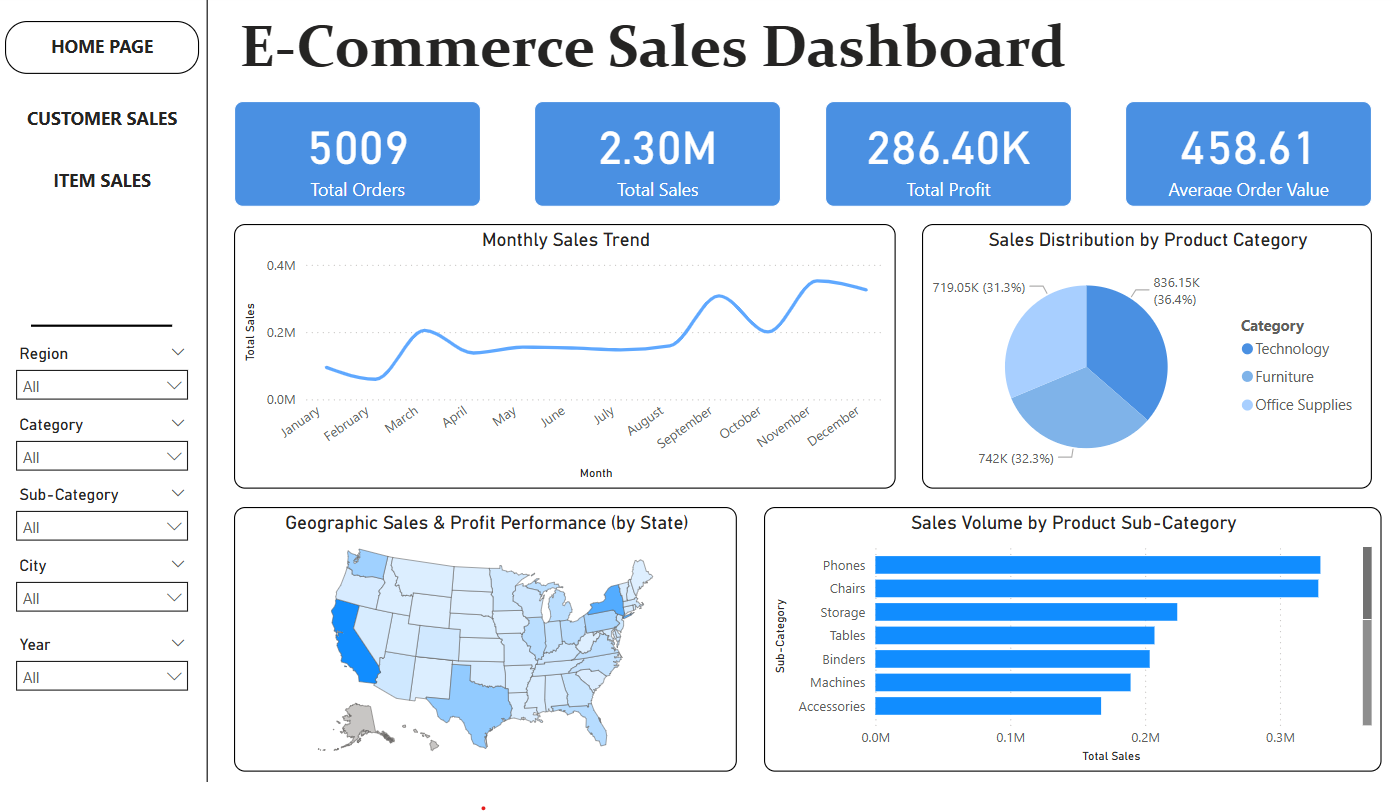 HOME PAGE
CUSTOMER SALES
ITEM SALES
Region
All
Category
All
Sub-Category
All
City
All
Year
All
E-Commerce Sales Dashboard
5009
Total Orders
2.30M
Total Sales
286.40K
Total Profit
458.61
Average Order Value
Monthly Sales Trend
Total Sales
0.4M
0.2M
0.0M
January
February
March
April
May
June
July
August
September
October
November
December
Month
Sales Distribution by Product Category
719.05K (31.3%)
836.15K
(36.4%)
742K (32.3%)
Category
Technology
Furniture
Office Supplies
Geographic Sales & Profit Performance (by State)
Sales Volume by Product Sub-Category
Sub-Category
Phones
Chairs
Storage
Tables
Binders
Machines
Accessories
0.0M
0.1M
0.2M
0.3M
Total Sales